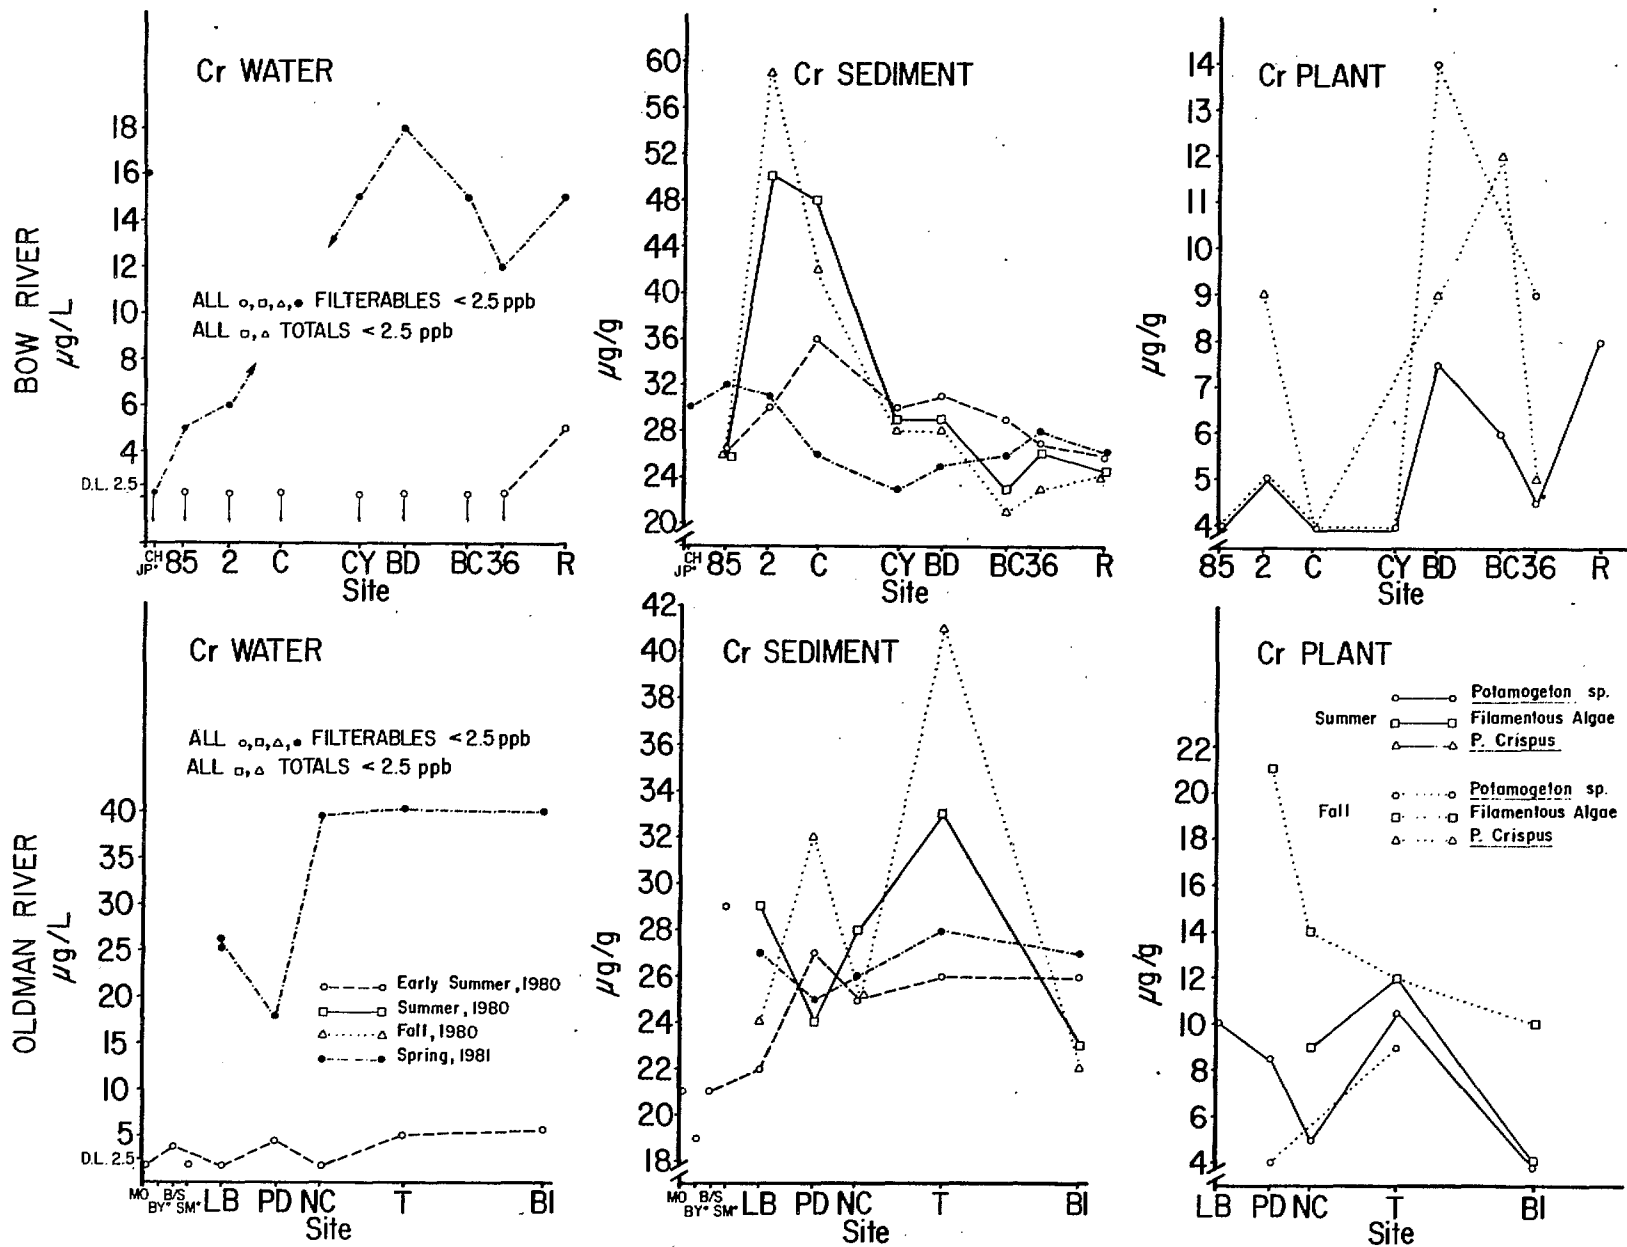 Cr WATER
18
16
14
12
10
8
6
4
D.L. 2.5
BOW RIVER
µg/L
ALL ○,□,△,● FILTERABLES < 2.5 ppb
ALL □,△ TOTALS < 2.5 ppb
CH
JP* 85 2 C CY BD BC 36 R
Site
Cr SEDIMENT
60
56
52
48
44
40
36
32
28
24
20
µg/g
CH
JP* 85 2 C CY BD BC 36 R
Site
Cr PLANT
14
13
12
11
10
9
8
7
6
5
4
µg/g
85 2 C CY BD BC 36 R
Site
Cr WATER
ALL ○,□,△,● FILTERABLES < 2.5 ppb
ALL □,△ TOTALS < 2.5 ppb
40
35
30
25
20
15
10
5
D.L. 2.5
OLDMAN RIVER
µg/L
Early Summer, 1980
Summer, 1980
Fall, 1980
Spring, 1981
MO B/S LB PD NC T BI
BY* SM*
Site
Cr SEDIMENT
42
40
38
36
34
32
30
28
26
24
22
20
18
µg/g
MO B/S LB PD NC T BI
BY* SM*
Site
Cr PLANT
Potamogeton sp.
Summer Filamentous Algae
P. Crispus
Potamogeton sp.
Fall Filamentous Algae
P. Crispus
22
20
18
16
14
12
10
8
6
4
µg/g
LB PD NC T BI
Site